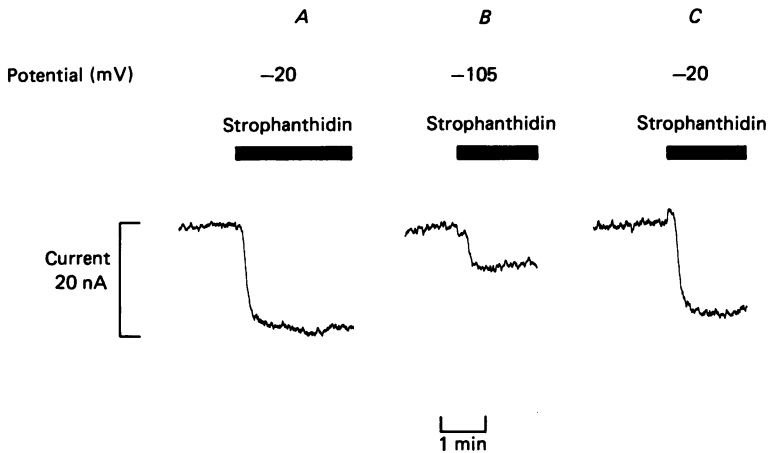 A B C
Potential (mV) −20 −105 −20
Strophanthidin Strophanthidin Strophanthidin
Current
20 nA
1 min